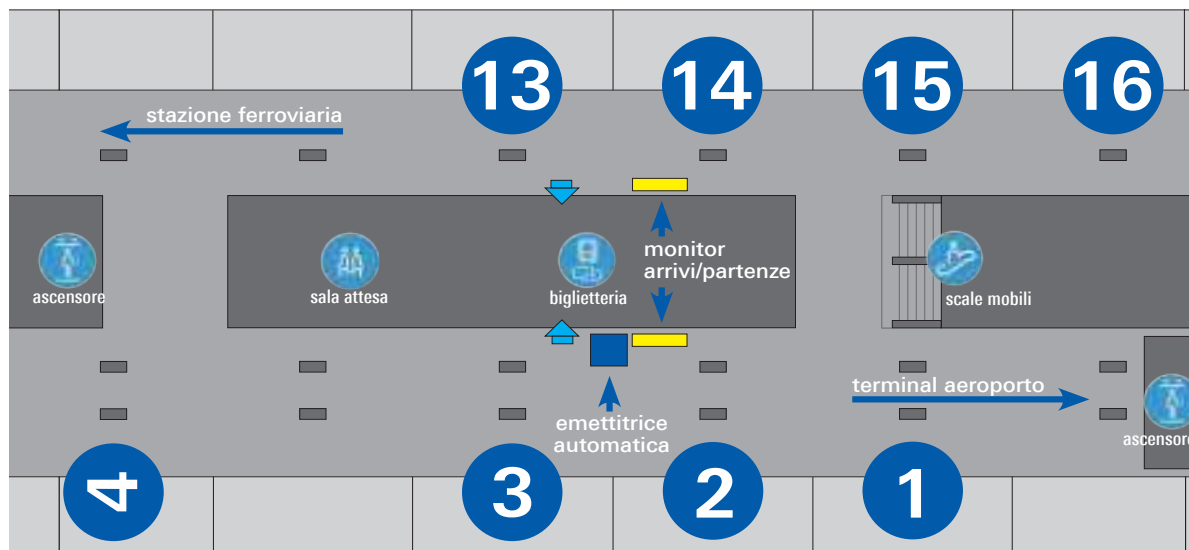 13 14 15 16
stazione ferroviaria
monitor
arrivi/partenze
ascensore
sala attesa
biglietteria
scale mobili
terminal aeroporto
emettitrice
automatica
ascensore
4 3 2 1